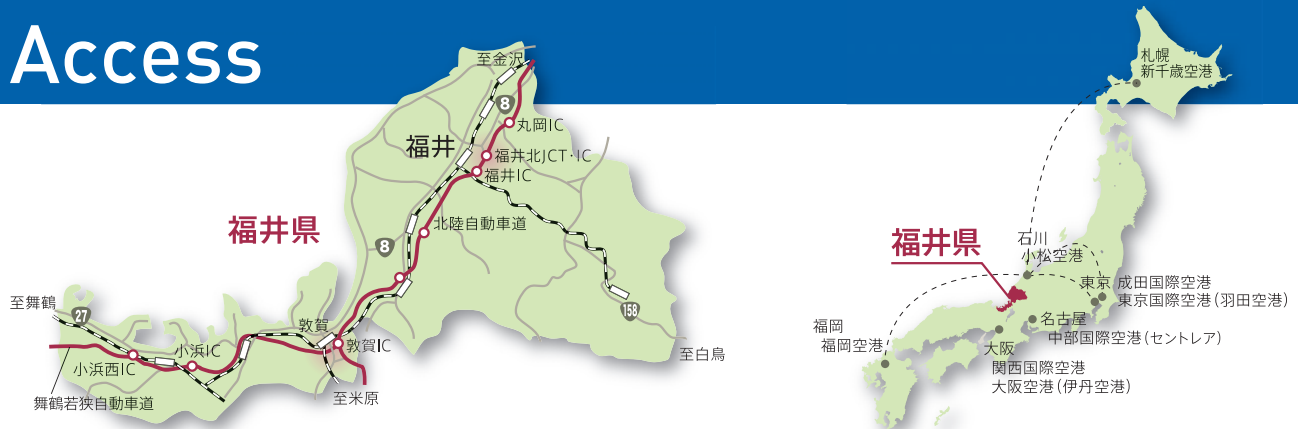 Access
至金沢
8
丸岡IC
福井
福井北JCT・IC
福井IC
福井県
北陸自動車道
8
158
至白鳥
至舞鶴
27
敦賀
敦賀IC
小浜IC
小浜西IC
至米原
舞鶴若狭自動車道
札幌
新千歳空港
石川
小松空港
福井県
東京 成田国際空港
東京国際空港(羽田空港)
名古屋
中部国際空港(セントレア)
福岡
福岡空港
大阪
関西国際空港
大阪空港(伊丹空港)